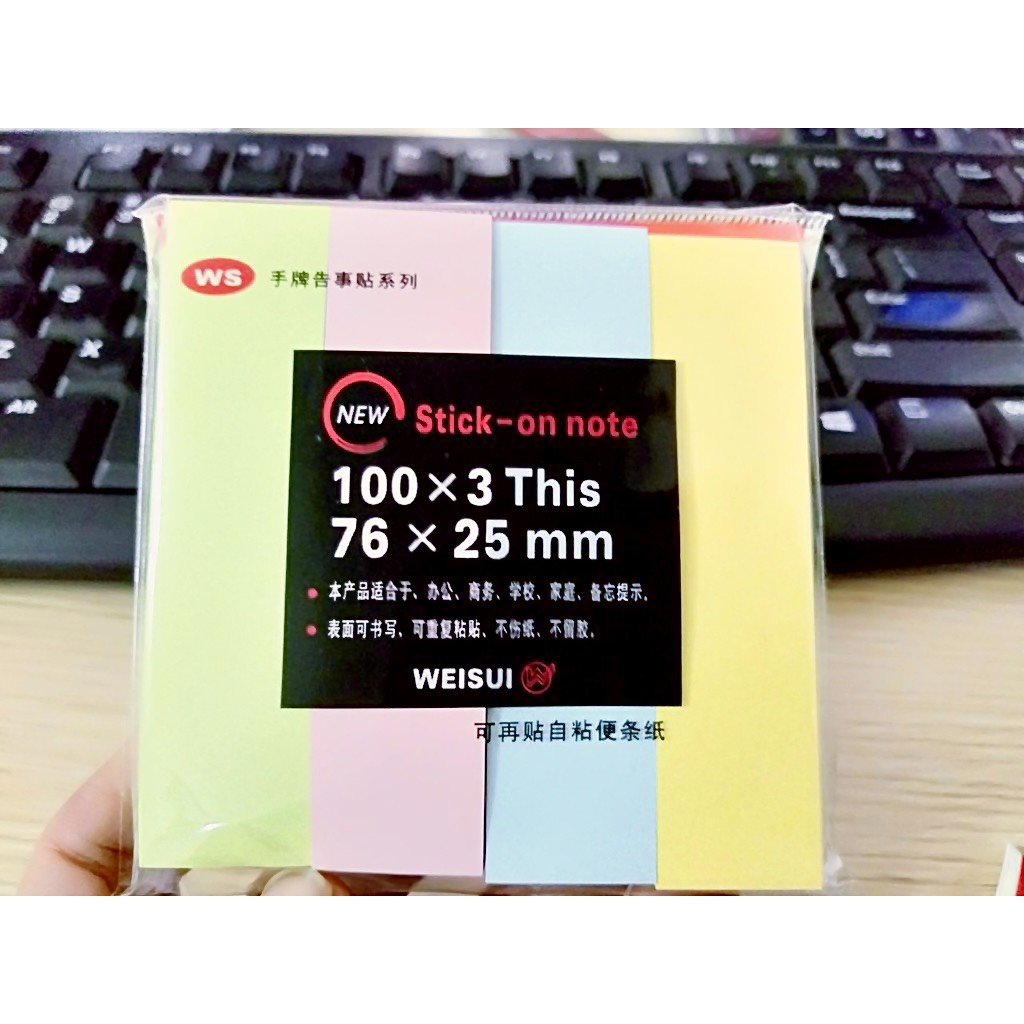 WS 手牌告事贴系列
NEW Stick-on note
100×3 This
76×25 mm
本产品适合于、办公、商务、学校、家庭、备忘提示。
表面可书写、可重复粘贴、不伤纸、不留胶。
WEISUI
可再贴自粘便条纸
W
S
Z
X
Alt